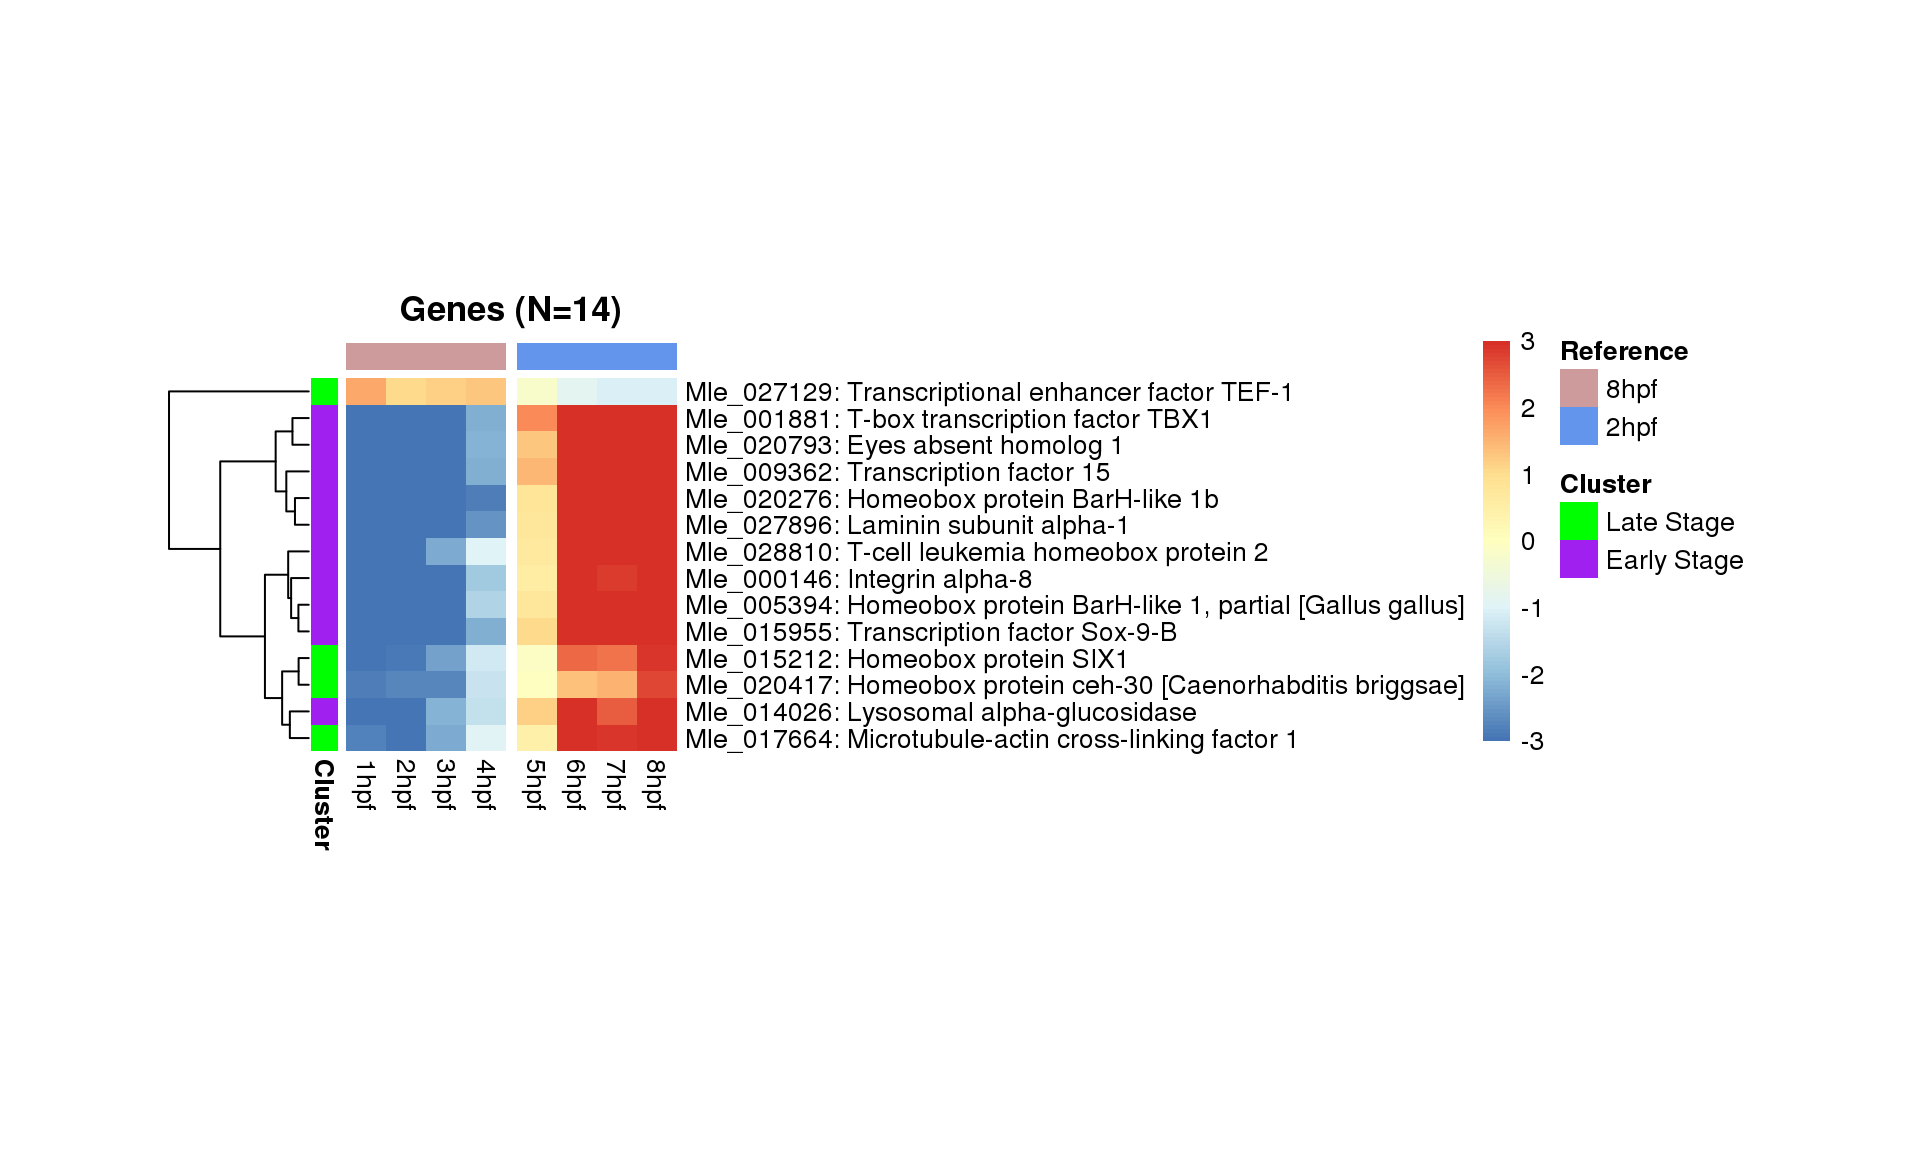 Genes (N=14)
Mle_027129: Transcriptional enhancer factor TEF-1
Mle_001881: T-box transcription factor TBX1
Mle_020793: Eyes absent homolog 1
Mle_009362: Transcription factor 15
Mle_020276: Homeobox protein BarH-like 1b
Mle_027896: Laminin subunit alpha-1
Mle_028810: T-cell leukemia homeobox protein 2
Mle_000146: Integrin alpha-8
Mle_005394: Homeobox protein BarH-like 1, partial [Gallus gallus]
Mle_015955: Transcription factor Sox-9-B
Mle_015212: Homeobox protein SIX1
Mle_020417: Homeobox protein ceh-30 [Caenorhabditis briggsae]
Mle_014026: Lysosomal alpha-glucosidase
Mle_017664: Microtubule-actin cross-linking factor 1
Cluster
1hpf
2hpf
3hpf
4hpf
5hpf
6hpf
7hpf
8hpf
3
2
1
0
-1
-2
-3
Reference
8hpf
2hpf
Cluster
Late Stage
Early Stage